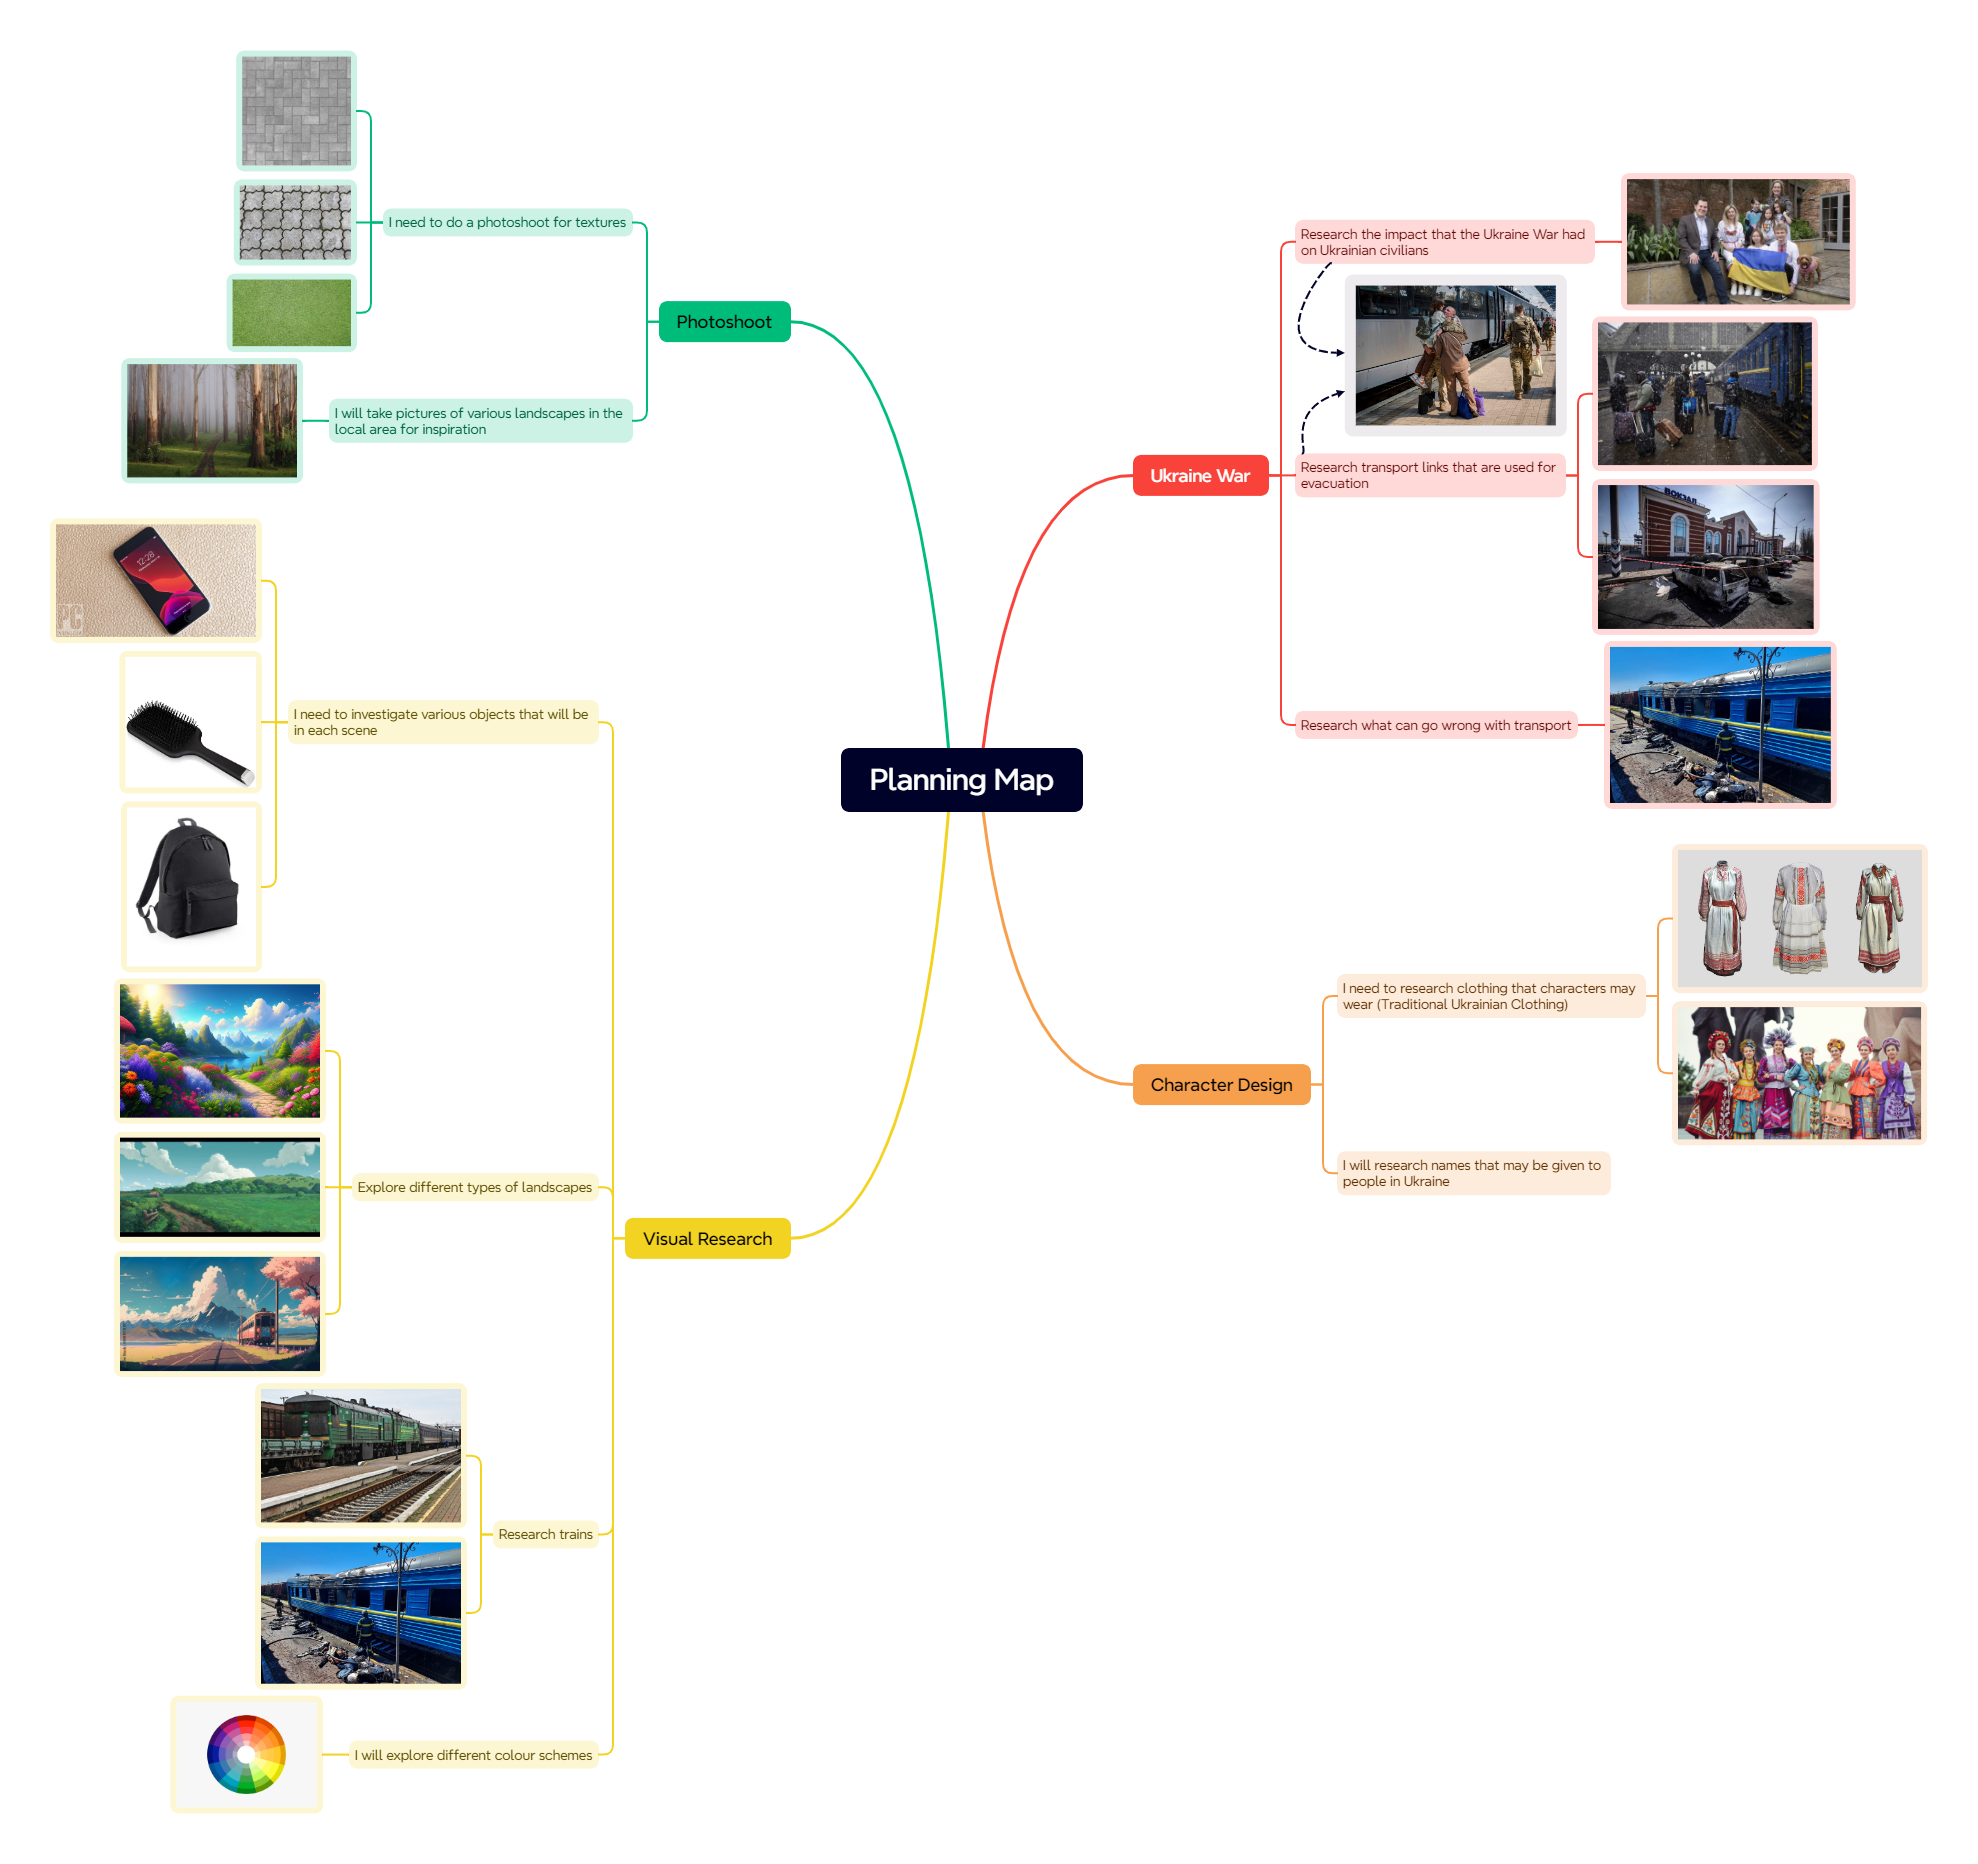 I need to do a photoshoot for textures
Photoshoot
I will take pictures of various landscapes in the
local area for inspiration
Research the impact that the Ukraine War had
on Ukrainian civilians
Ukraine War
Research transport links that are used for
evacuation
ВОКЗАЛ
Research what can go wrong with transport
Planning Map
12:28
PC
I need to investigate various objects that will be
in each scene
Explore different types of landscapes
Visual Research
Research trains
I will explore different colour schemes
Character Design
I need to research clothing that characters may
wear (Traditional Ukrainian Clothing)
I will research names that may be given to
people in Ukraine